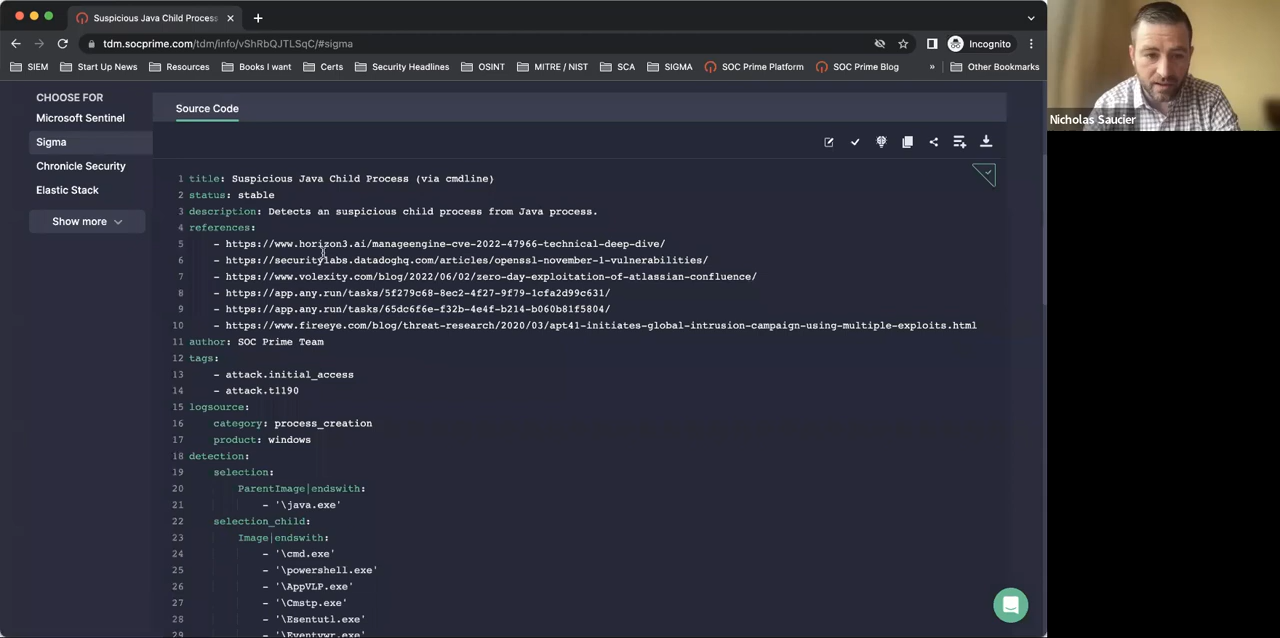 Suspicious Java Child Process
tdm.socprime.com/tdm/info/vShRbQJTLSqC/#sigma
Incognito
SIEM
Start Up News
Resources
Books I want
Certs
Security Headlines
OSINT
MITRE / NIST
SCA
SIGMA
SOC Prime Platform
SOC Prime Blog
»
Other Bookmarks
Nicholas Saucier
CHOOSE FOR
Microsoft Sentinel
Sigma
Chronicle Security
Elastic Stack
Show more
Source Code
1 title: Suspicious Java Child Process (via cmdline)
2 status: stable
3 description: Detects an suspicious child process from Java process.
4 references:
5 - https://www.horizon3.ai/manageengine-cve-2022-47966-technical-deep-dive/
6 - https://securitylabs.datadoghq.com/articles/openssl-november-1-vulnerabilities/
7 - https://www.volexity.com/blog/2022/06/02/zero-day-exploitation-of-atlassian-confluence/
8 - https://app.any.run/tasks/5f279c68-8ec2-4f27-9f79-1cfa2d99c631/
9 - https://app.any.run/tasks/65dc6f6e-f32b-4e4f-b214-b060b81f5804/
10 - https://www.fireeye.com/blog/threat-research/2020/03/apt41-initiates-global-intrusion-campaign-using-multiple-exploits.html
11 author: SOC Prime Team
12 tags:
13 - attack.initial_access
14 - attack.t1190
15 logsource:
16 category: process_creation
17 product: windows
18 detection:
19 selection:
20 ParentImage|endswith:
21 - '\java.exe'
22 selection_child:
23 Image|endswith:
24 - '\cmd.exe'
25 - '\powershell.exe'
26 - '\AppVLP.exe'
27 - '\Cmstp.exe'
28 - '\Esentutl.exe'
29 - '\Eventvwr.exe'